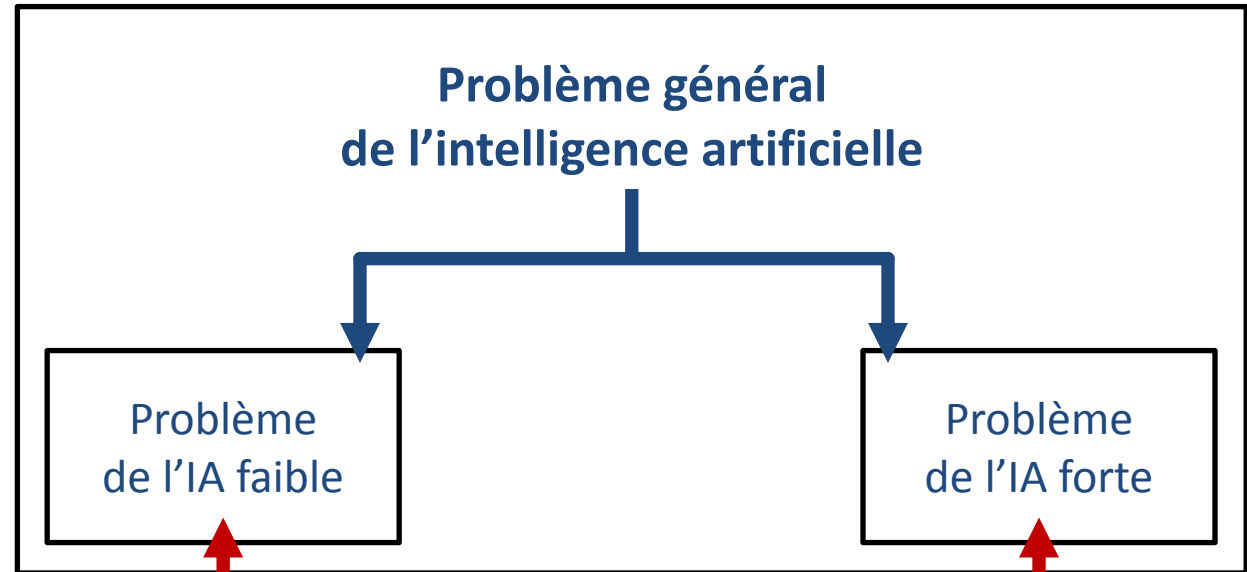 Problème général
de l’intelligence artificielle
Problème
de l’IA faible
Problème
de l’IA forte